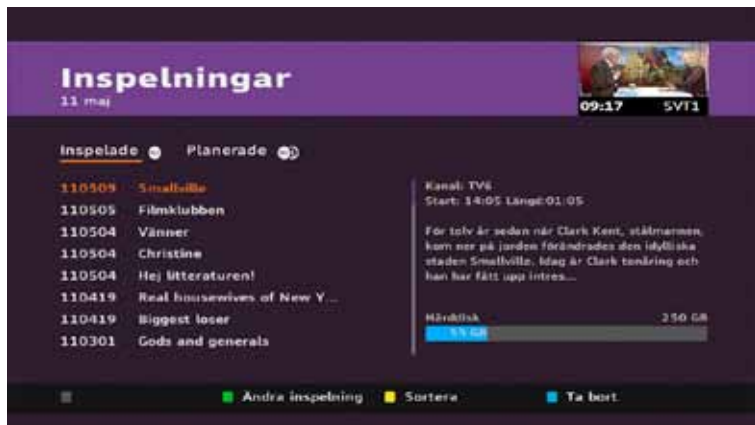 Inspelningar
11 maj
09:17 SVT1
Inspelade Planerade
110509 Smallville
110505 Filmklubben
110504 Vänner
110504 Christine
110504 Hej litteraturen!
110419 Real housewives of New Y...
110419 Biggest loser
110301 Gods and generals
Kanal: TV6
Start: 14:05 Längd:01:05
För tolv år sedan när Clark Kent, stålmannen,
kom ner på jorden förändrades den idylliska
staden Smallville. Idag är Clark tonåring och
han har fått upp intres...
Hårddisk 250 GB
55 GB
Ändra inspelning Sortera Ta bort